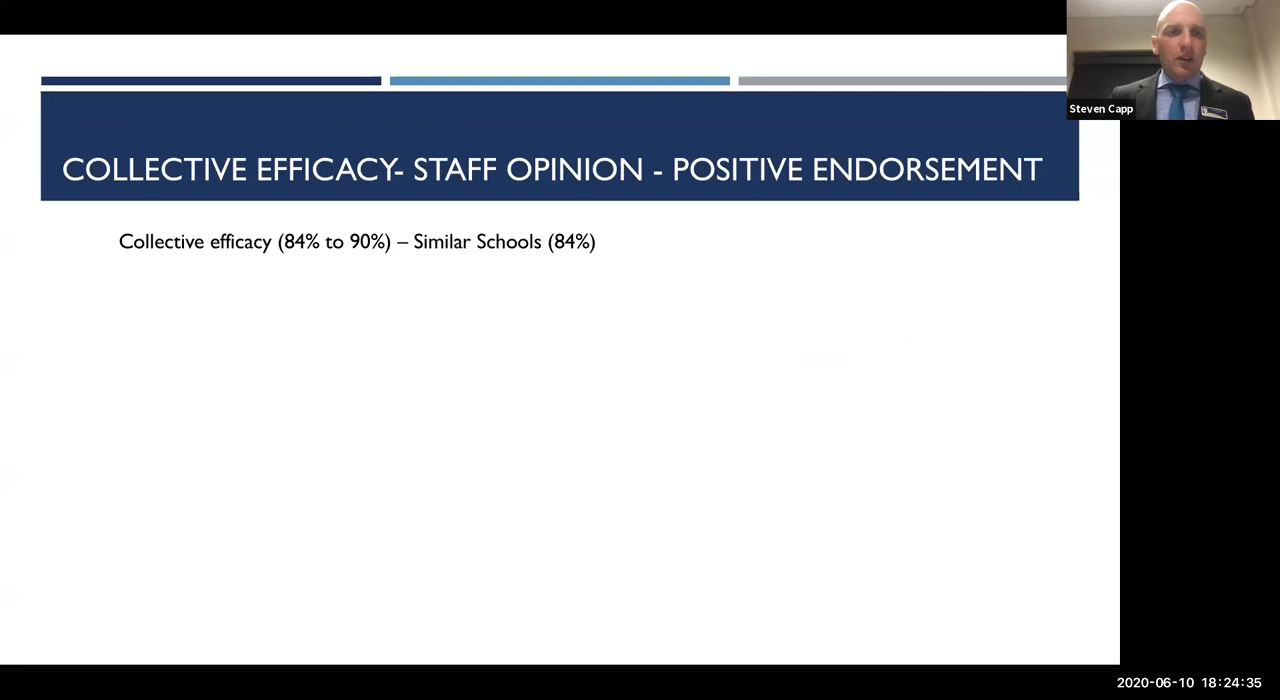 COLLECTIVE EFFICACY- STAFF OPINION - POSITIVE ENDORSEMENT
Collective efficacy (84% to 90%) – Similar Schools (84%)
Steven Capp
2020-06-10 18:24:35